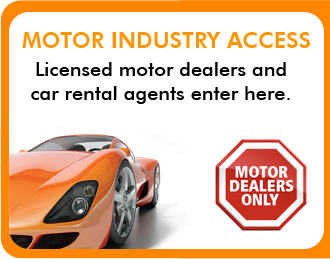 MOTOR INDUSTRY ACCESS
Licensed motor dealers and
car rental agents enter here.
MOTOR
DEALERS
ONLY